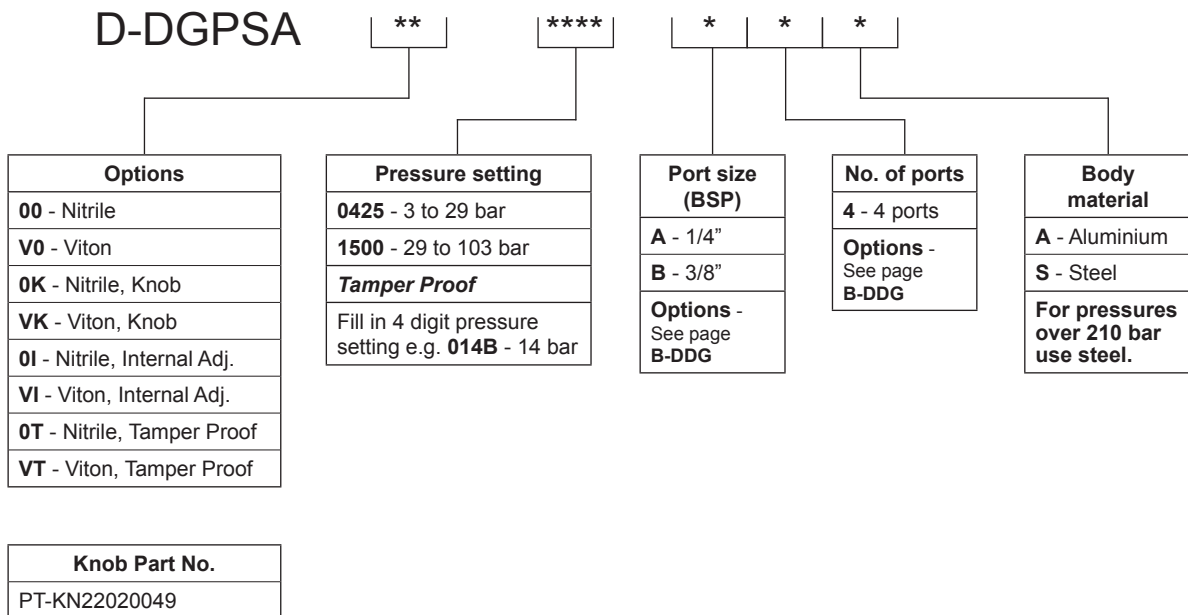 D-DGPSA ** **** * * *
Options
00 - Nitrile
V0 - Viton
0K - Nitrile, Knob
VK - Viton, Knob
0I - Nitrile, Internal Adj.
VI - Viton, Internal Adj.
0T - Nitrile, Tamper Proof
VT - Viton, Tamper Proof
Pressure setting
0425 - 3 to 29 bar
1500 - 29 to 103 bar
Tamper Proof
Fill in 4 digit pressure
setting e.g. 014B - 14 bar
Port size
(BSP)
A - 1/4”
B - 3/8”
Options -
See page
B-DDG
No. of ports
4 - 4 ports
Options -
See page
B-DDG
Body
material
A - Aluminium
S - Steel
For pressures
over 210 bar
use steel.
Knob Part No.
PT-KN22020049